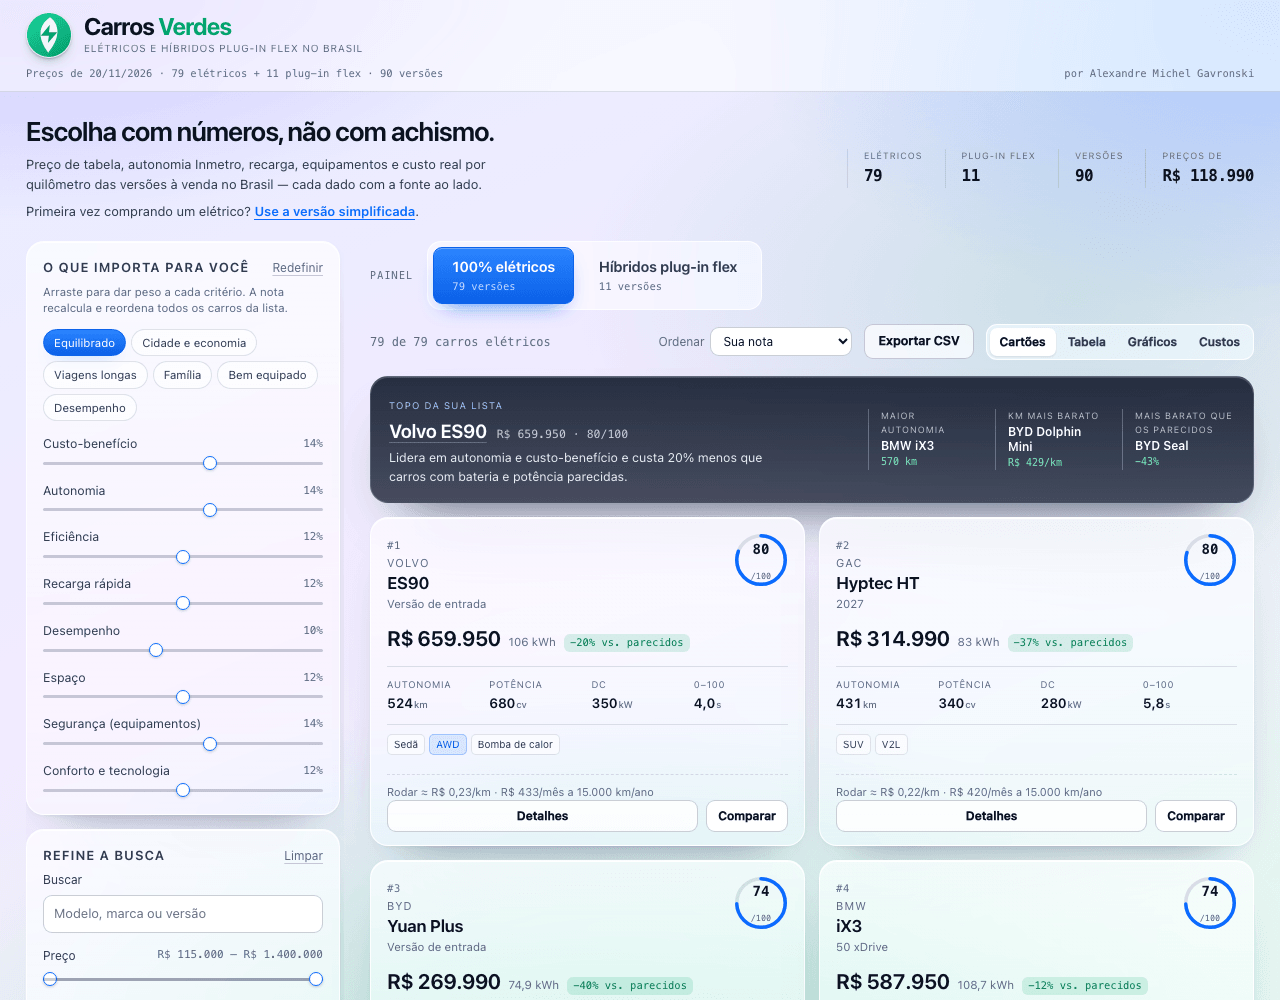 Carros Verdes
ELÉTRICOS E HÍBRIDOS PLUG-IN FLEX NO BRASIL
Preços de 20/11/2026 · 79 elétricos + 11 plug-in flex · 90 versões
por Alexandre Michel Gavronski
Escolha com números, não com achismo.
Preço de tabela, autonomia Inmetro, recarga, equipamentos e custo real por
quilômetro das versões à venda no Brasil — cada dado com a fonte ao lado.
Primeira vez comprando um elétrico? Use a versão simplificada.
ELÉTRICOS
79
PLUG-IN FLEX
11
VERSÕES
90
PREÇOS DE
R$ 118.990
O QUE IMPORTA PARA VOCÊ
Redefinir
Arraste para dar peso a cada critério. A nota
recalcula e reordena todos os carros da lista.
Equilibrado
Cidade e economia
Viagens longas
Família
Bem equipado
Desempenho
Custo-benefício 14%
Autonomia 14%
Eficiência 12%
Recarga rápida 12%
Desempenho 10%
Espaço 12%
Segurança (equipamentos) 14%
Conforto e tecnologia 12%
REFINE A BUSCA
Limpar
Buscar
Modelo, marca ou versão
Preço R$ 115.000 — R$ 1.400.000
PAINEL
100% elétricos
79 versões
Híbridos plug-in flex
11 versões
79 de 79 carros elétricos
Ordenar
Sua nota
Exportar CSV
Cartões
Tabela
Gráficos
Custos
TOPO DA SUA LISTA
Volvo ES90 R$ 659.950 · 80/100
Lidera em autonomia e custo-benefício e custa 20% menos que
carros com bateria e potência parecidas.
MAIOR
AUTONOMIA
BMW iX3
570 km
KM MAIS BARATO
BYD Dolphin
Mini
R$ 429/km
MAIS BARATO QUE
OS PARECIDOS
BYD Seal
−43%
#1
VOLVO
ES90
Versão de entrada
80
/100
R$ 659.950 106 kWh −20% vs. parecidos
AUTONOMIA POTÊNCIA DC 0–100
524 km 680 cv 350 kW 4,0 s
Sedã AWD Bomba de calor
Rodar ≈ R$ 0,23/km · R$ 433/mês a 15.000 km/ano
Detalhes
Comparar
#2
GAC
Hyptec HT
2027
80
/100
R$ 314.990 83 kWh −37% vs. parecidos
AUTONOMIA POTÊNCIA DC 0–100
431 km 340 cv 280 kW 5,8 s
SUV V2L
Rodar ≈ R$ 0,22/km · R$ 420/mês a 15.000 km/ano
Detalhes
Comparar
#3
BYD
Yuan Plus
Versão de entrada
74
/100
R$ 269.990 74,9 kWh −40% vs. parecidos
#4
BMW
iX3
50 xDrive
74
/100
R$ 587.950 108,7 kWh −12% vs. parecidos